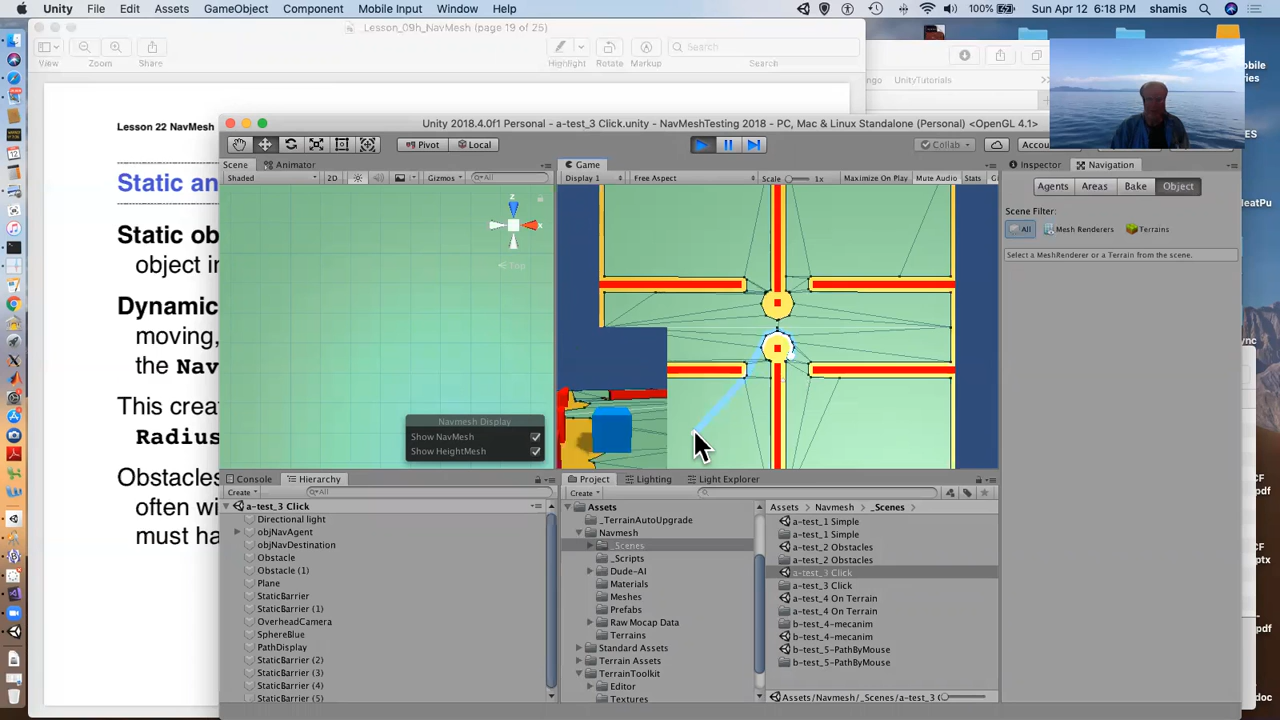 Unity File Edit Assets GameObject Component Mobile Input Window Help
100% Sun Apr 12 6:18 PM shamis
Lesson_09h_NavMesh (page 19 of 25)
View Zoom Share Highlight Rotate Markup Search
Search
UnityTutorials
Lesson 22 NavMesh
Static an
Static ob
object in
Dynamic
moving,
the Nav
This crea
Radius
Obstacles
often wi
must ha
Unity 2018.4.0f1 Personal - a-test_3 Click.unity - NavMeshTesting 2018 - PC, Mac & Linux Standalone (Personal) <OpenGL 4.1>
Pivot Local
Collab
Accou
Scene Animator
Shaded 2D Gizmos All
z
x
Top
Navmesh Display
Show NavMesh
Show HeightMesh
Game
Display 1 Free Aspect Scale 1x Maximize On Play Mute Audio Stats
Inspector Navigation
Agents Areas Bake Object
Scene Filter:
All Mesh Renderers Terrains
Select a MeshRenderer or a Terrain from the scene.
Console Hierarchy
Create All
a-test_3 Click
Directional light
objNavAgent
objNavDestination
Obstacle
Obstacle (1)
Plane
StaticBarrier
StaticBarrier (1)
OverheadCamera
SphereBlue
PathDisplay
StaticBarrier (2)
StaticBarrier (3)
StaticBarrier (4)
StaticBarrier (5)
Project Lighting Light Explorer
Create
Assets
_TerrainAutoUpgrade
Navmesh
_Scenes
_Scripts
Dude-AI
Materials
Meshes
Prefabs
Raw Mocap Data
Terrains
Standard Assets
Terrain Assets
TerrainToolkit
Editor
Textures
Assets Navmesh _Scenes
a-test_1 Simple
a-test_1 Simple
a-test_2 Obstacles
a-test_2 Obstacles
a-test_3 Click
a-test_3 Click
a-test_4 On Terrain
a-test_4 On Terrain
b-test_4-mecanim
b-test_4-mecanim
b-test_5-PathByMouse
b-test_5-PathByMouse
Assets/Navmesh/_Scenes/a-test_3 (